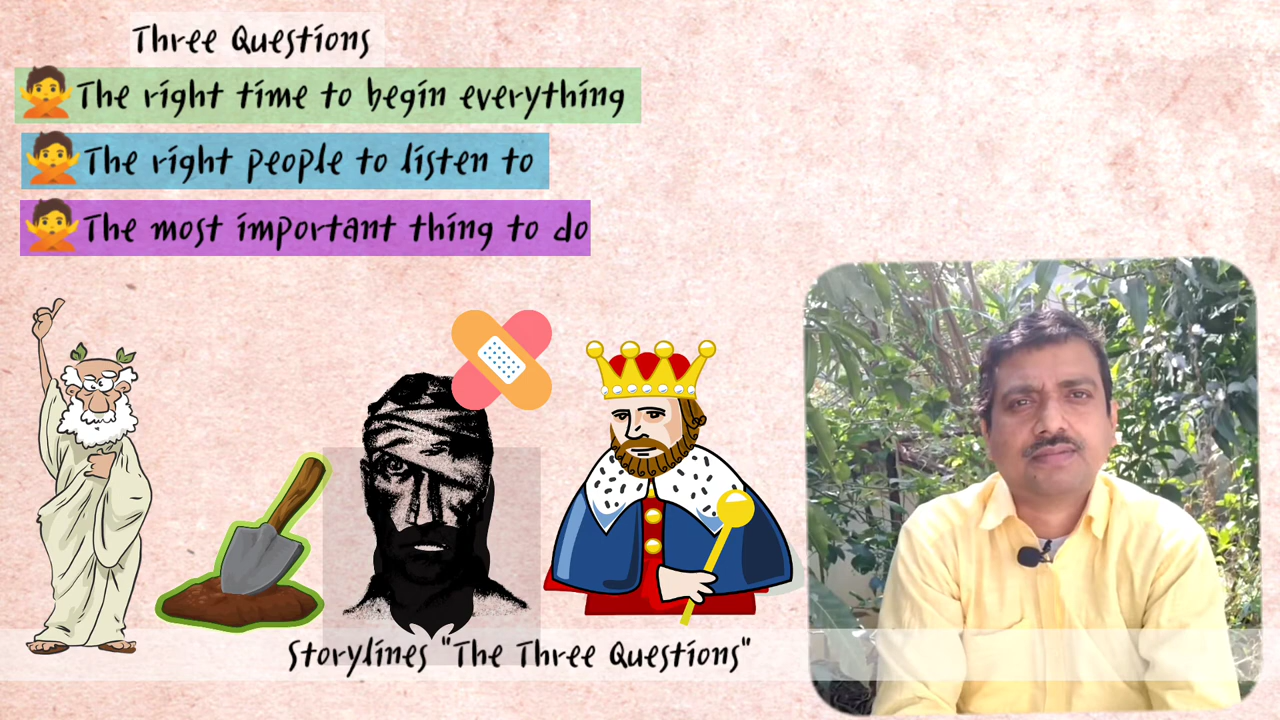 Three Questions
The right time to begin everything
The right people to listen to
The most important thing to do
Storylines "The Three Questions"